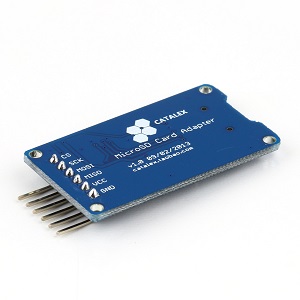 CATALEX
MicroSD Card Adapter
v1.0 09/02/2013
catalex.taobao.com
CS
SCK
MOSI
MISO
VCC
GND